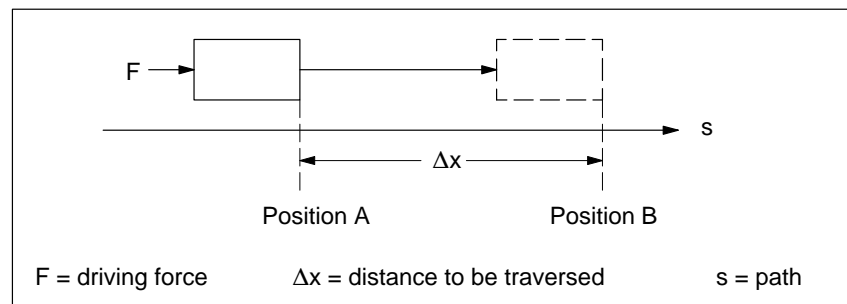 F
s
Δx
Position A Position B
F = driving force Δx = distance to be traversed s = path